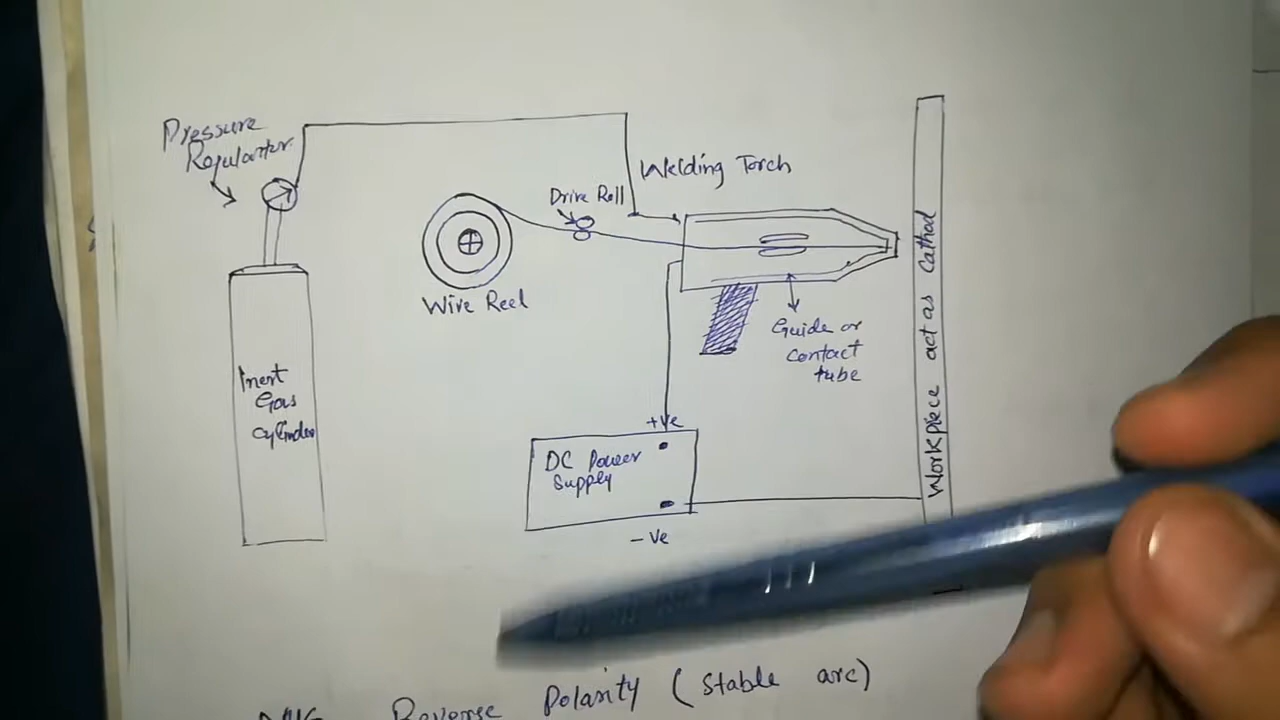 Pressure
Regulator
Welding Torch
Drive Roll
Wire Reel
Guide or
contact
tube
Inert
Gas
cylinder
+Ve
DC Power
Supply
-Ve
Workpiece act as Cathod
Reverse Polarity (Stable arc)